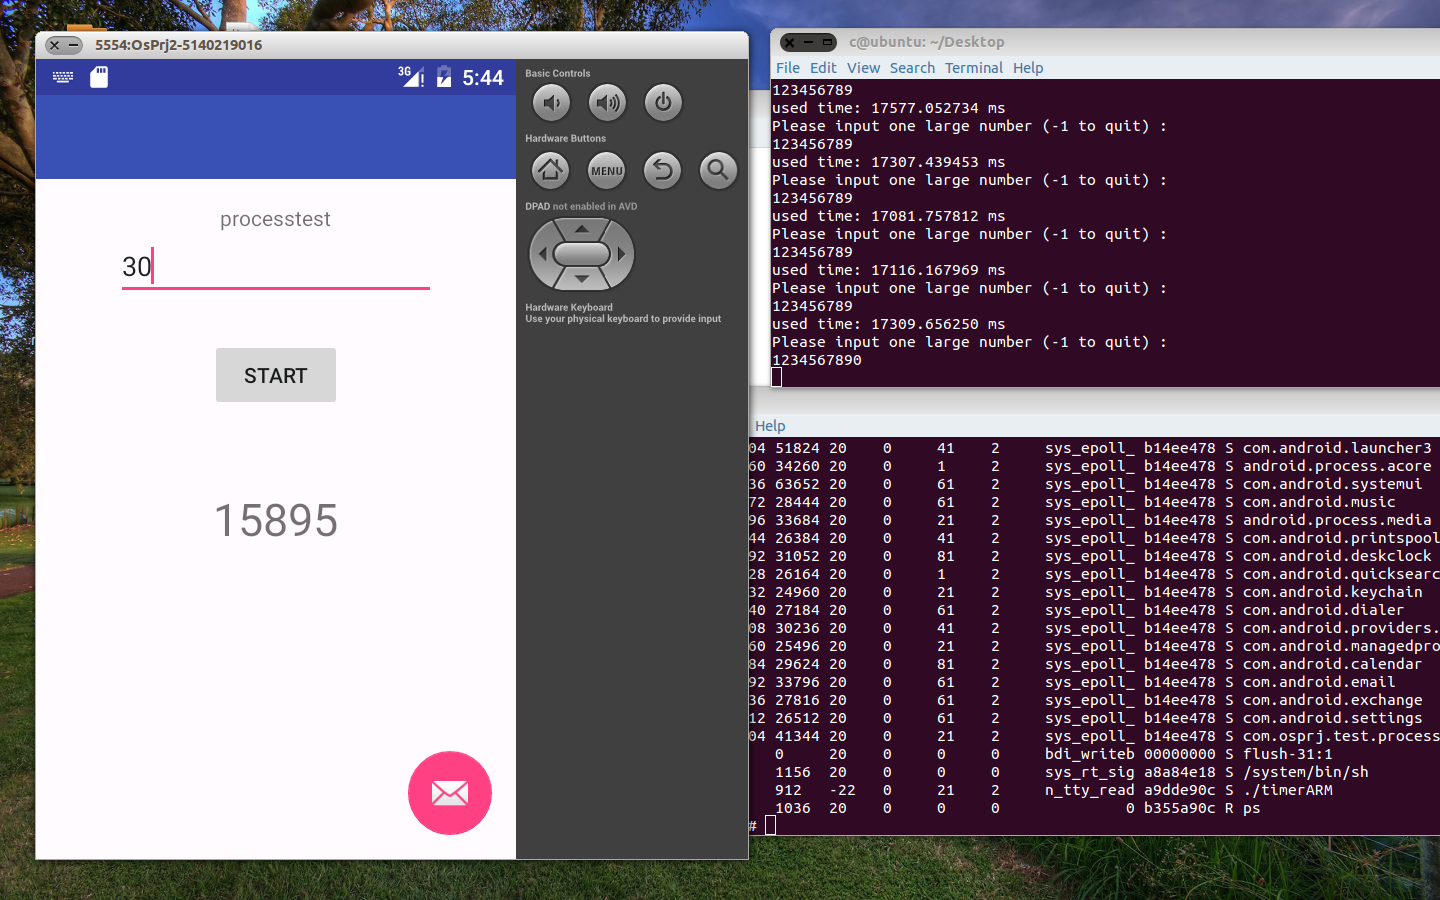 5554:OsPrj2-5140219016
3G 5:44
processtest
30
START
15895
Basic Controls
Hardware Buttons
MENU
DPAD not enabled in AVD
Hardware Keyboard
Use your physical keyboard to provide input
c@ubuntu: ~/Desktop
File Edit View Search Terminal Help
123456789
used time: 17577.052734 ms
Please input one large number (-1 to quit) :
123456789
used time: 17307.439453 ms
Please input one large number (-1 to quit) :
123456789
used time: 17081.757812 ms
Please input one large number (-1 to quit) :
123456789
used time: 17116.167969 ms
Please input one large number (-1 to quit) :
123456789
used time: 17309.656250 ms
Please input one large number (-1 to quit) :
1234567890
Help
04 51824 20 0 41 2 sys_epoll_ b14ee478 S com.android.launcher3
60 34260 20 0 1 2 sys_epoll_ b14ee478 S android.process.acore
36 63652 20 0 61 2 sys_epoll_ b14ee478 S com.android.systemui
72 28444 20 0 61 2 sys_epoll_ b14ee478 S com.android.music
96 33684 20 0 21 2 sys_epoll_ b14ee478 S android.process.media
44 26384 20 0 41 2 sys_epoll_ b14ee478 S com.android.printspool
92 31052 20 0 81 2 sys_epoll_ b14ee478 S com.android.deskclock
28 26164 20 0 1 2 sys_epoll_ b14ee478 S com.android.quicksearc
32 24960 20 0 21 2 sys_epoll_ b14ee478 S com.android.keychain
40 27184 20 0 61 2 sys_epoll_ b14ee478 S com.android.dialer
08 30236 20 0 41 2 sys_epoll_ b14ee478 S com.android.providers.
60 25496 20 0 21 2 sys_epoll_ b14ee478 S com.android.managedpro
84 29624 20 0 81 2 sys_epoll_ b14ee478 S com.android.calendar
92 33796 20 0 61 2 sys_epoll_ b14ee478 S com.android.email
36 27816 20 0 61 2 sys_epoll_ b14ee478 S com.android.exchange
12 26512 20 0 61 2 sys_epoll_ b14ee478 S com.android.settings
04 41344 20 0 21 2 sys_epoll_ b14ee478 S com.osprj.test.process
0 20 0 0 0 bdi_writeb 00000000 S flush-31:1
1156 20 0 0 0 sys_rt_sig a8a84e18 S /system/bin/sh
912 -22 0 21 2 n_tty_read a9dde90c S ./timerARM
1036 20 0 0 0 0 b355a90c R ps
#